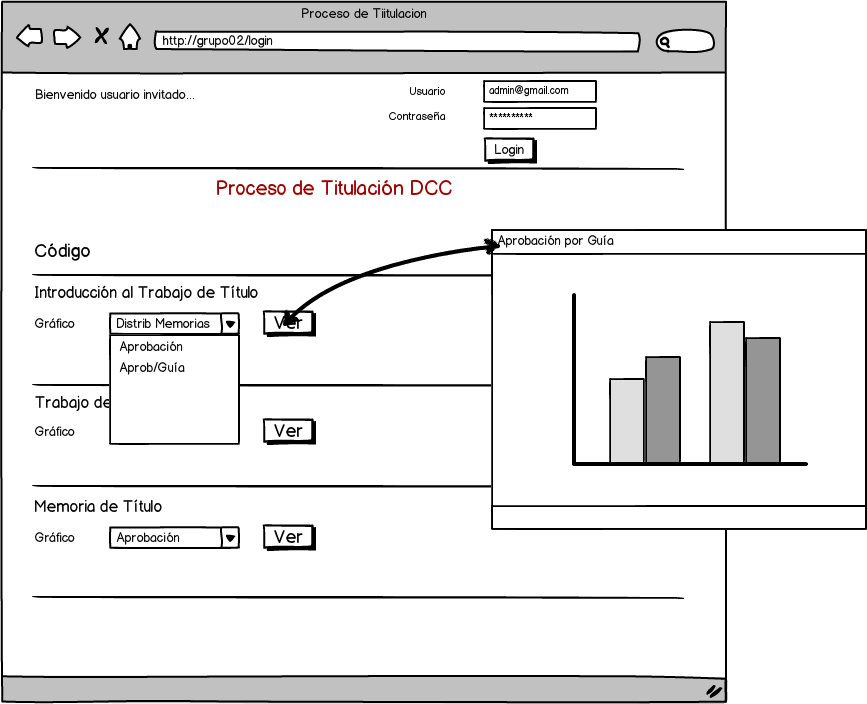 Proceso de Tiitulacion
http://grupo02/login
Bienvenido usuario invitado...
Usuario
admin@gmail.com
Contraseña
**********
Login
Proceso de Titulación DCC
Código
Introducción al Trabajo de Título
Gráfico
Distrib Memorias
Ver
Aprobación
Aprob/Guía
Trabajo de
Gráfico
Ver
Memoria de Título
Gráfico
Aprobación
Ver
Aprobación por Guía